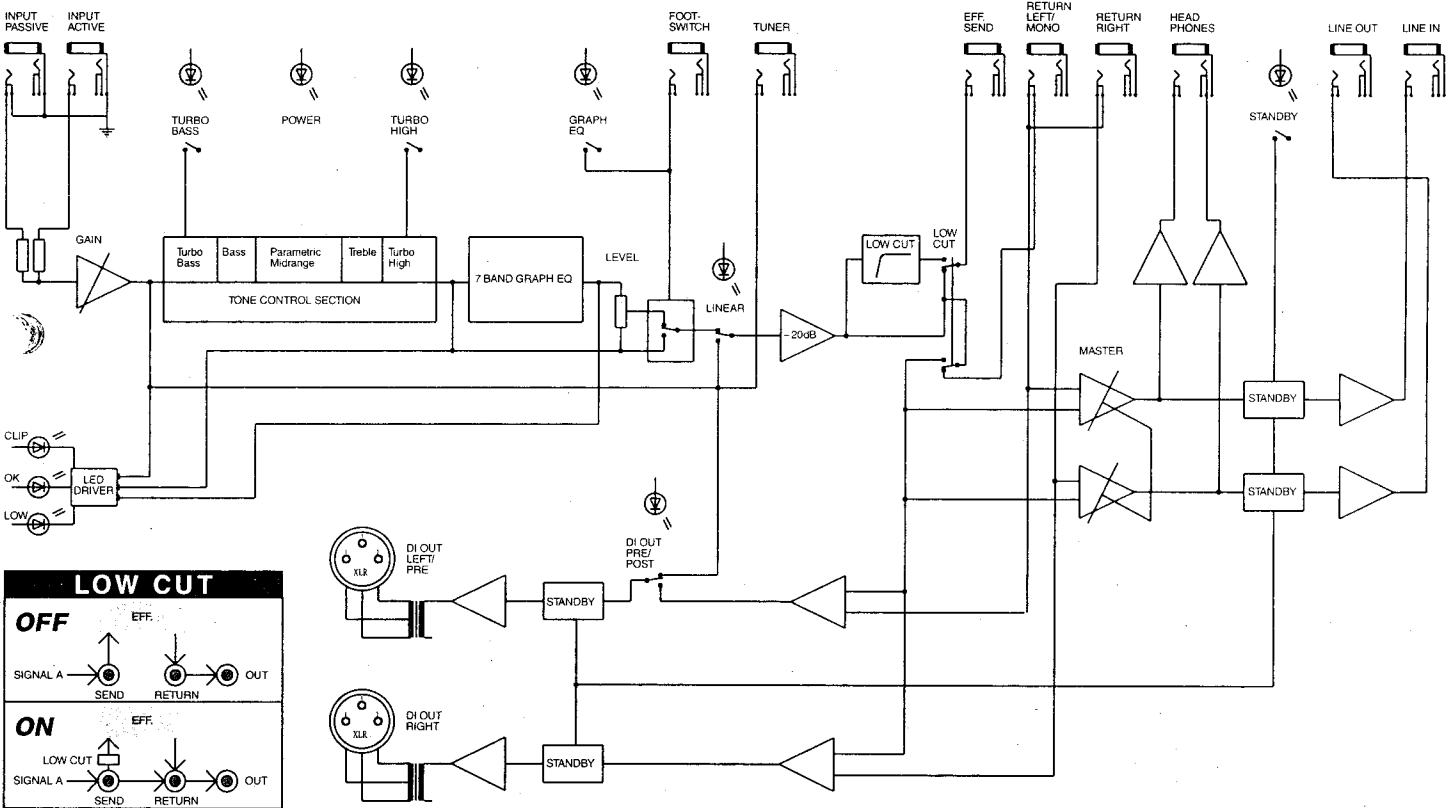 INPUT
PASSIVE
INPUT
ACTIVE
FOOT-
SWITCH
TUNER
EFF.
SEND
RETURN
LEFT/
MONO
RETURN
RIGHT
HEAD
PHONES
LINE OUT
LINE IN
TURBO
BASS
POWER
TURBO
HIGH
GRAPH
EQ
STANDBY
GAIN
Turbo
Bass
Bass
Parametric
Midrange
Treble
Turbo
High
TONE CONTROL SECTION
7 BAND GRAPH EQ
LEVEL
LINEAR
-20dB
LOW CUT
LOW
CUT
MASTER
STANDBY
STANDBY
CLIP
OK
LOW
LED
DRIVER
XLR
DI OUT
LEFT/
PRE
STANDBY
DI OUT
PRE/
POST
XLR
DI OUT
RIGHT
STANDBY
LOW CUT
OFF
EFF.
SIGNAL A
SEND
RETURN
OUT
ON
EFF.
LOW CUT
SIGNAL A
SEND
RETURN
OUT